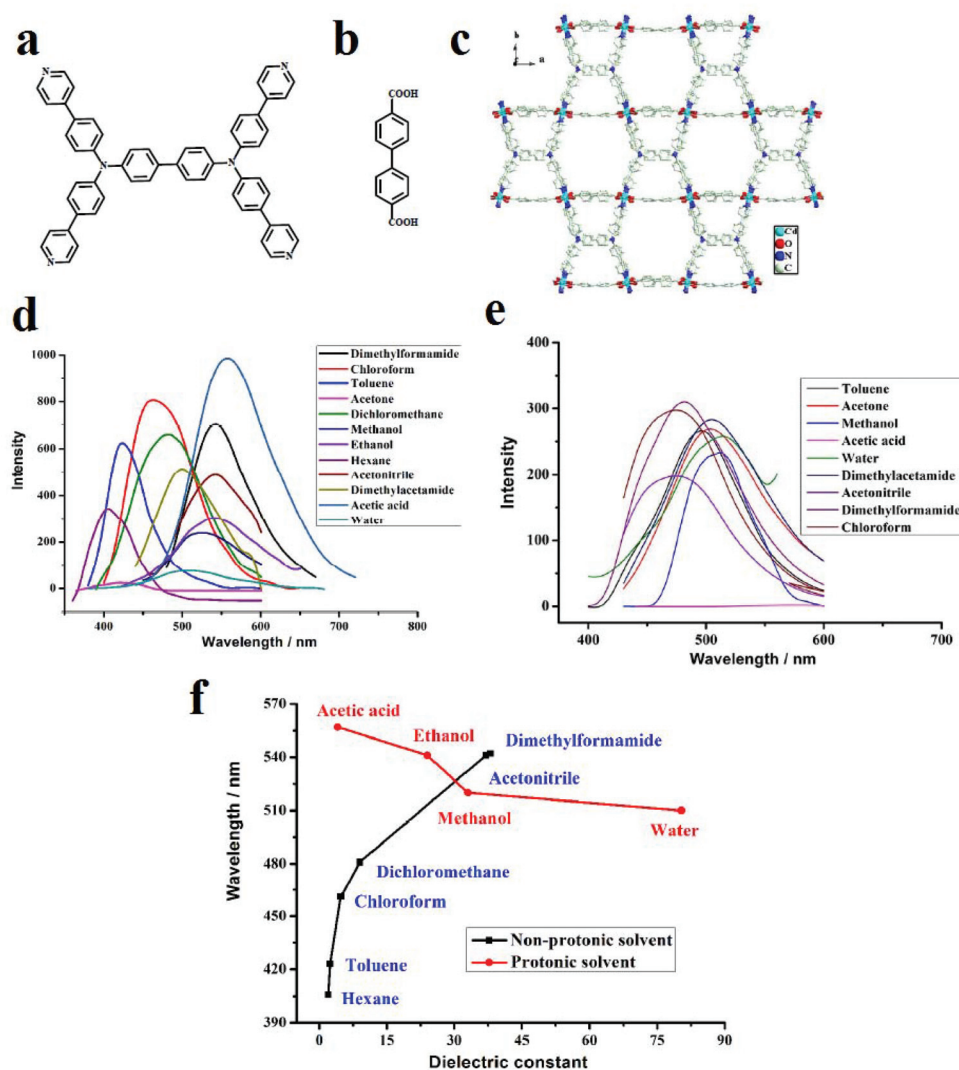 a
N
N
N
N
N
N
b
COOH
COOH
c
b
a
Cd
O
N
C
d
Intensity
1000
800
600
400
200
0
400
500
600
700
800
Wavelength / nm
Dimethylformamide
Chloroform
Toluene
Acetone
Dichloromethane
Methanol
Ethanol
Hexane
Acetonitrile
Dimethylacetamide
Acetic acid
Water
e
Intensity
400
300
200
100
0
400
500
600
700
Wavelength / nm
Toluene
Acetone
Methanol
Acetic acid
Water
Dimethylacetamide
Acetonitrile
Dimethylformamide
Chloroform
f
Wavelength / nm
570
540
510
480
450
420
390
0
15
30
45
60
75
90
Dielectric constant
Acetic acid
Ethanol
Dimethylformamide
Acetonitrile
Methanol
Water
Dichloromethane
Chloroform
Toluene
Hexane
Non-protonic solvent
Protonic solvent